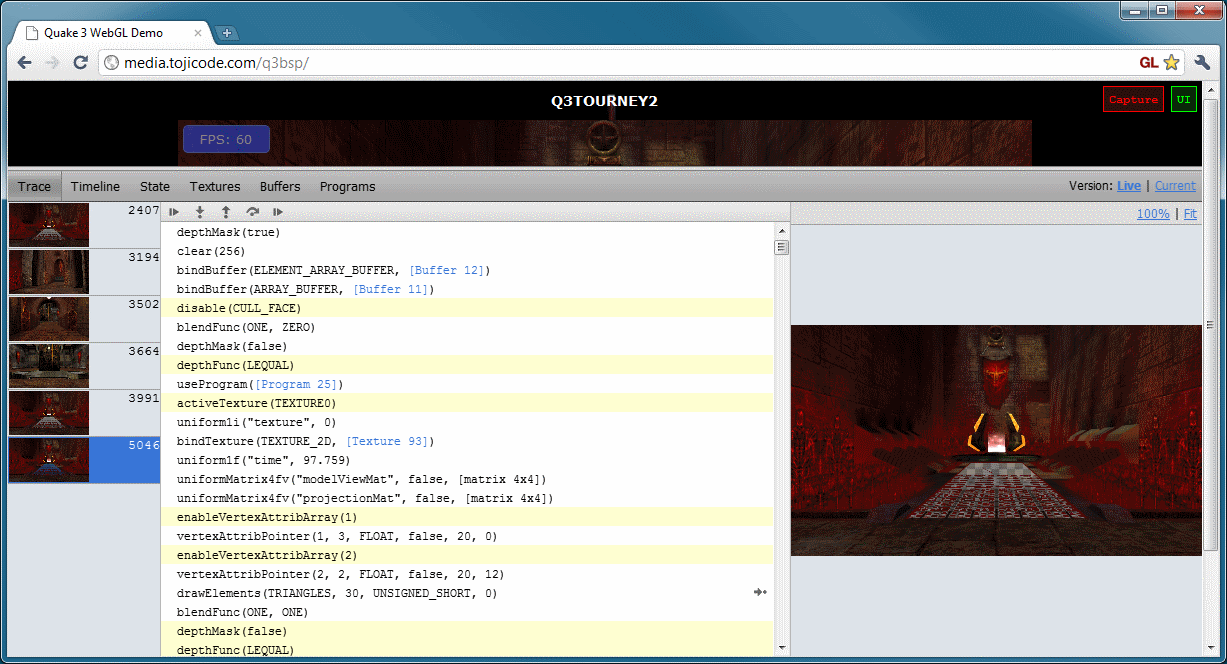 Quake 3 WebGL Demo
media.tojicode.com/q3bsp/
GL
Q3TOURNEY2
Capture
UI
FPS: 60
Trace Timeline State Textures Buffers Programs
Version: Live | Current
100% | Fit
2407
3194
3502
3664
3991
5046
depthMask(true)
clear(256)
bindBuffer(ELEMENT_ARRAY_BUFFER, [Buffer 12])
bindBuffer(ARRAY_BUFFER, [Buffer 11])
disable(CULL_FACE)
blendFunc(ONE, ZERO)
depthMask(false)
depthFunc(LEQUAL)
useProgram([Program 25])
activeTexture(TEXTURE0)
uniform1i("texture", 0)
bindTexture(TEXTURE_2D, [Texture 93])
uniform1f("time", 97.759)
uniformMatrix4fv("modelViewMat", false, [matrix 4x4])
uniformMatrix4fv("projectionMat", false, [matrix 4x4])
enableVertexAttribArray(1)
vertexAttribPointer(1, 3, FLOAT, false, 20, 0)
enableVertexAttribArray(2)
vertexAttribPointer(2, 2, FLOAT, false, 20, 12)
drawElements(TRIANGLES, 30, UNSIGNED_SHORT, 0)
blendFunc(ONE, ONE)
depthMask(false)
depthFunc(LEQUAL)